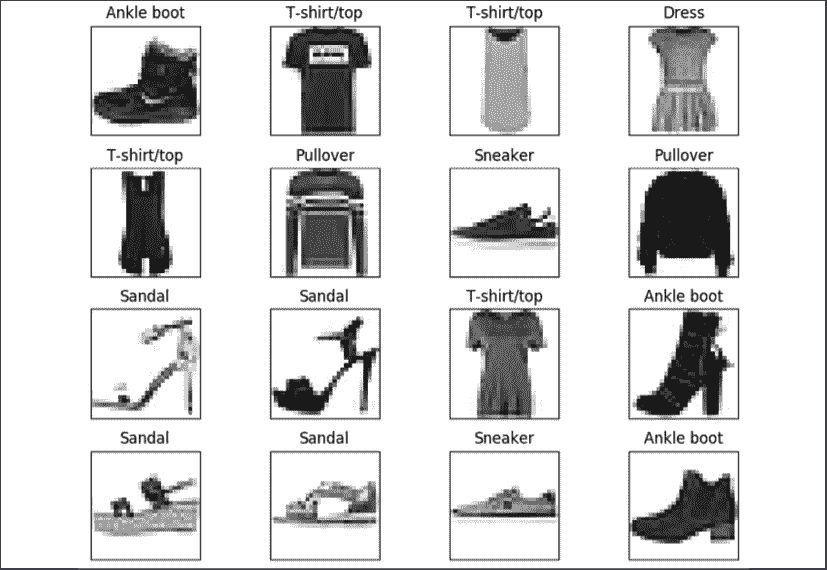 Ankle boot T-shirt/top T-shirt/top Dress
T-shirt/top Pullover Sneaker Pullover
Sandal Sandal T-shirt/top Ankle boot
Sandal Sandal Sneaker Ankle boot